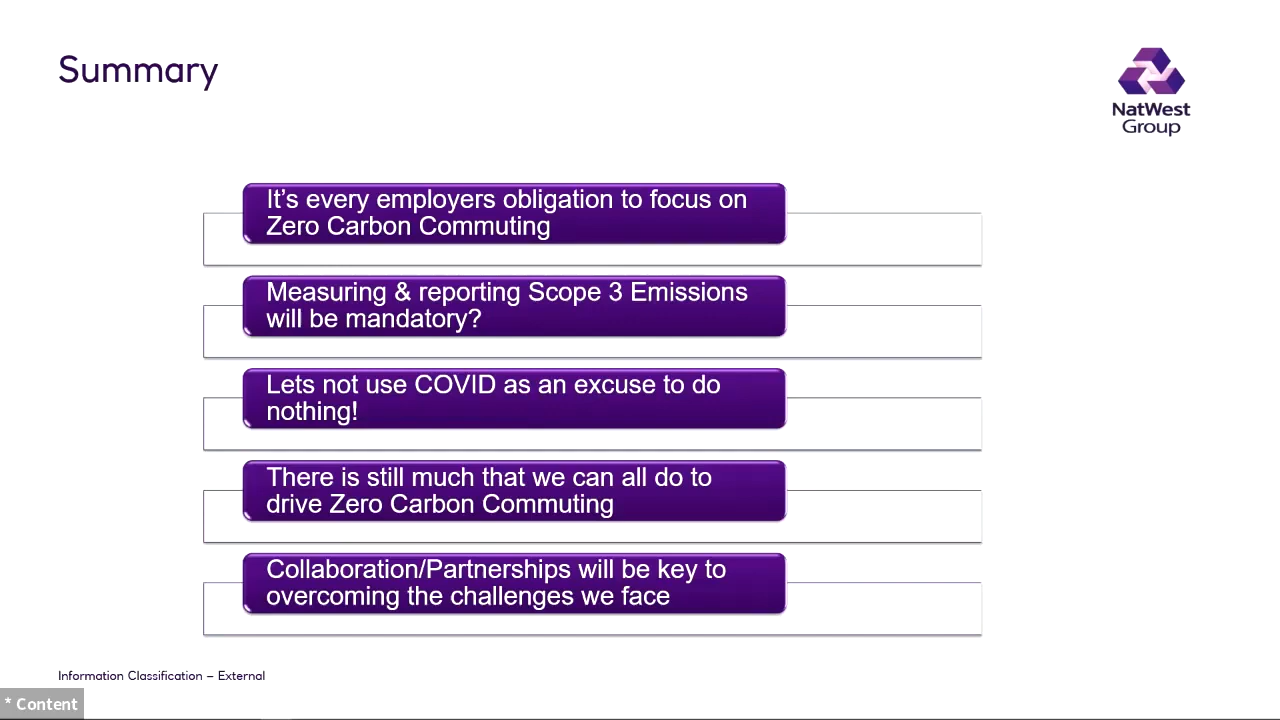 Summary
NatWest
Group
It’s every employers obligation to focus on
Zero Carbon Commuting
Measuring & reporting Scope 3 Emissions
will be mandatory?
Lets not use COVID as an excuse to do
nothing!
There is still much that we can all do to
drive Zero Carbon Commuting
Collaboration/Partnerships will be key to
overcoming the challenges we face
Information Classification – External
* Content